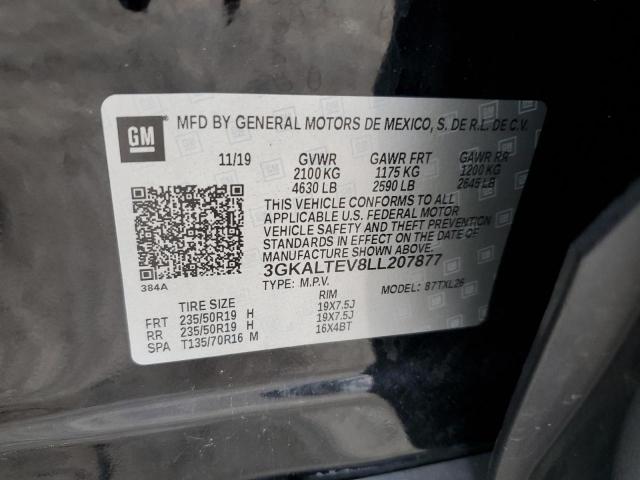 GM
MFD BY GENERAL MOTORS DE MEXICO, S. DE R.L. DE C.V.
11/19 GVWR GAWR FRT GAWR RR
2100 KG 1175 KG 1200 KG
4630 LB 2590 LB 2645 LB
THIS VEHICLE CONFORMS TO ALL
APPLICABLE U.S. FEDERAL MOTOR
VEHICLE SAFETY AND THEFT PREVENTION
STANDARDS IN EFFECT ON THE DATE OF
MANUFACTURE SHOWN ABOVE.
384A
3GKALTEV8LL207877
TYPE: M.P.V. MODEL: 87TXL26
TIRE SIZE RIM
FRT 235/50R19 H 19X7.5J
RR 235/50R19 H 19X7.5J
SPA T135/70R16 M 16X4BT